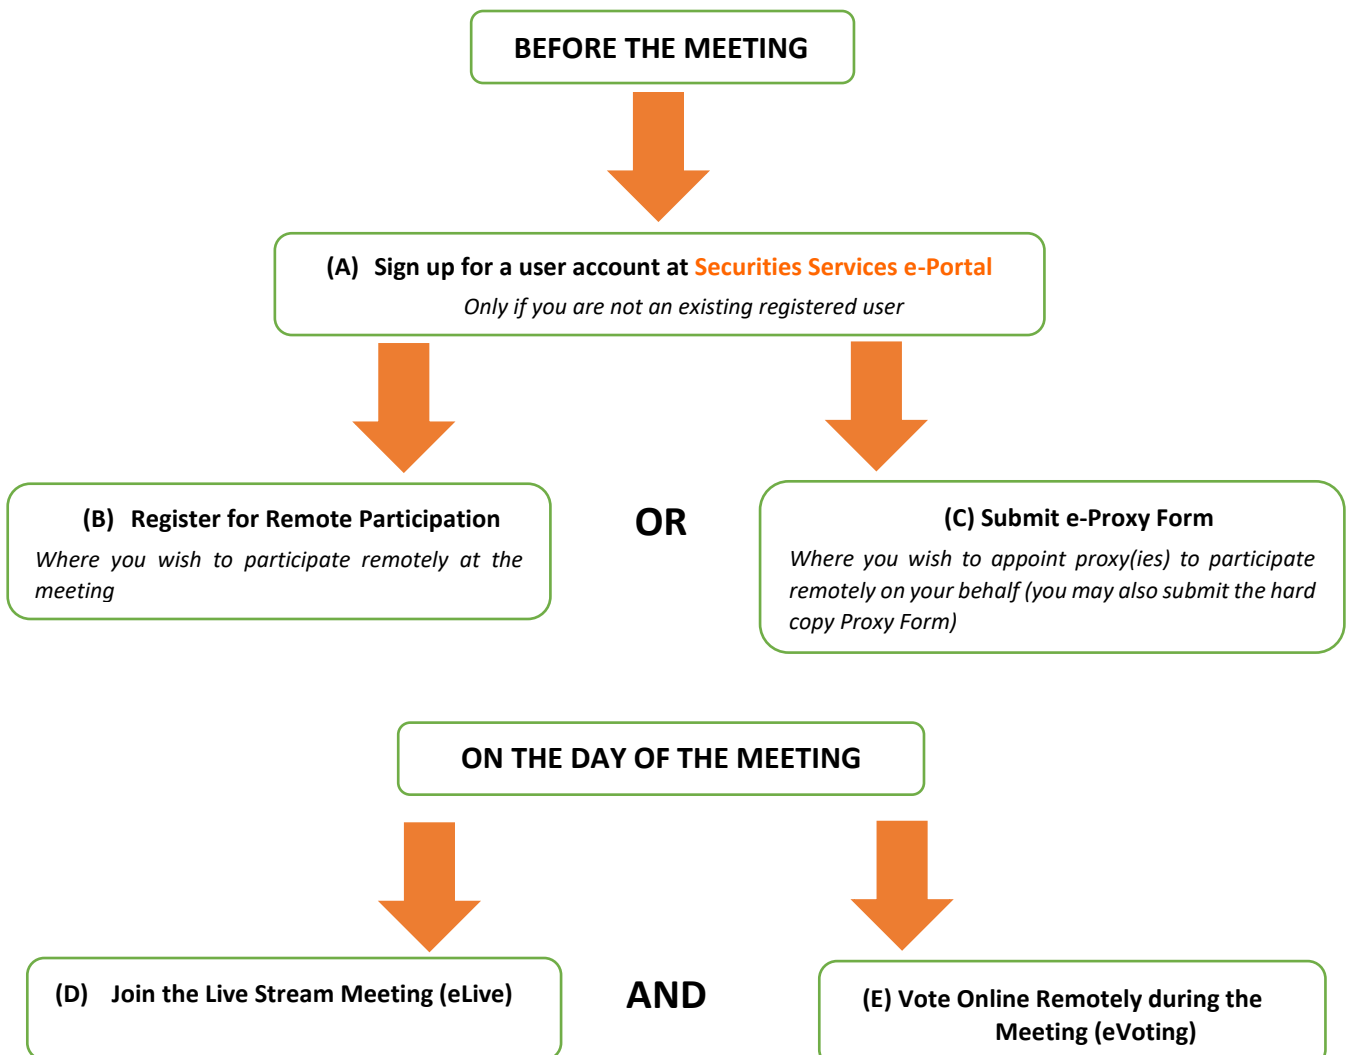 BEFORE THE MEETING
(A) Sign up for a user account at Securities Services e-Portal
Only if you are not an existing registered user
(B) Register for Remote Participation
Where you wish to participate remotely at the
meeting
OR
(C) Submit e-Proxy Form
Where you wish to appoint proxy(ies) to participate
remotely on your behalf (you may also submit the hard
copy Proxy Form)
ON THE DAY OF THE MEETING
(D) Join the Live Stream Meeting (eLive)
AND
(E) Vote Online Remotely during the
Meeting (eVoting)